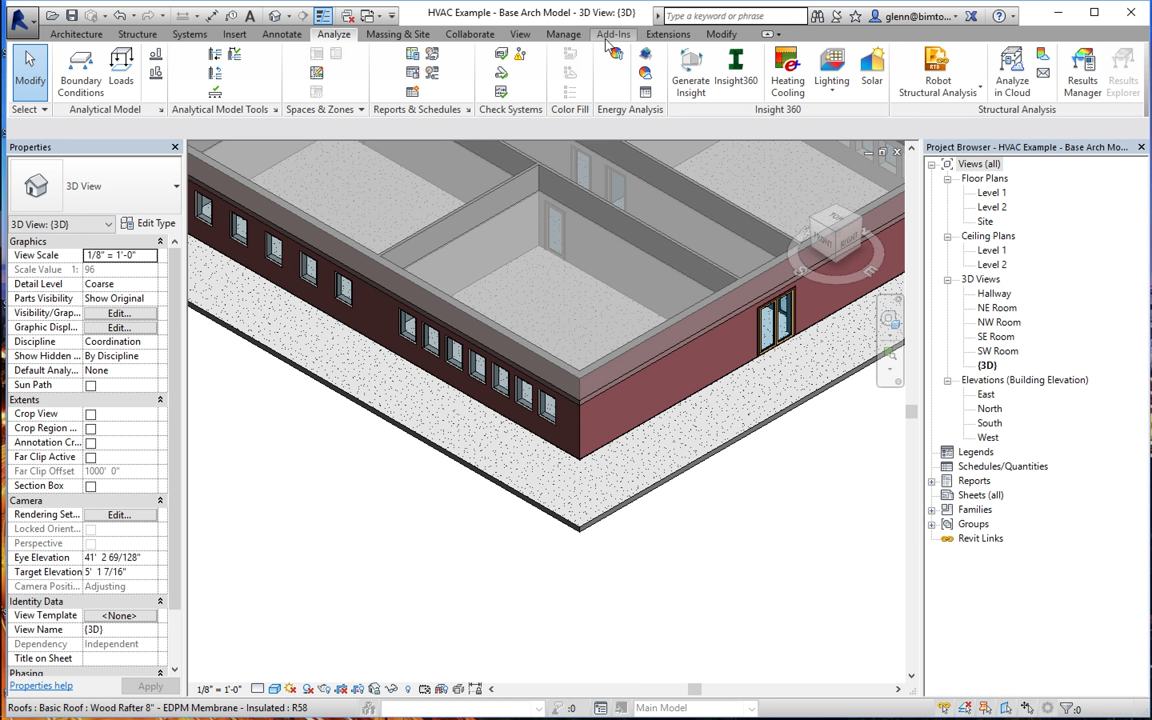 HVAC Example - Base Arch Model - 3D View: {3D}
Type a keyword or phrase
glenn@bimto...
Architecture Structure Systems Insert Annotate Analyze Massing & Site Collaborate View Manage Add-Ins Extensions Modify
Modify
Boundary
Conditions
Loads
Generate
Insight
Insight360
Heating
Cooling
Lighting
Solar
Robot
Structural Analysis
Analyze
in Cloud
Results
Manager
Results
Explorer
Select Analytical Model Analytical Model Tools Spaces & Zones Reports & Schedules Check Systems Color Fill Energy Analysis Insight 360 Structural Analysis
Properties
3D View
3D View: {3D} Edit Type
Graphics
View Scale 1/8" = 1'-0"
Scale Value 1: 96
Detail Level Coarse
Parts Visibility Show Original
Visibility/Grap... Edit...
Graphic Displ... Edit...
Discipline Coordination
Show Hidden ... By Discipline
Default Analy... None
Sun Path
Extents
Crop View
Crop Region ...
Annotation Cr...
Far Clip Active
Far Clip Offset 1000' 0"
Section Box
Camera
Rendering Set... Edit...
Locked Orient...
Perspective
Eye Elevation 41' 2 69/128"
Target Elevation 5' 1 7/16"
Camera Positi... Adjusting
Identity Data
View Template <None>
View Name {3D}
Dependency Independent
Title on Sheet
Phasing
Properties help Apply
FRONT RIGHT
S E
Project Browser - HVAC Example - Base Arch Mo...
Views (all)
Floor Plans
Level 1
Level 2
Site
Ceiling Plans
Level 1
Level 2
3D Views
Hallway
NE Room
NW Room
SE Room
SW Room
{3D}
Elevations (Building Elevation)
East
North
South
West
Legends
Schedules/Quantities
Reports
Sheets (all)
Families
Groups
Revit Links
1/8" = 1'-0"
Roofs : Basic Roof : Wood Rafter 8" - EDPM Membrane - Insulated : R58
:0
Main Model
:0